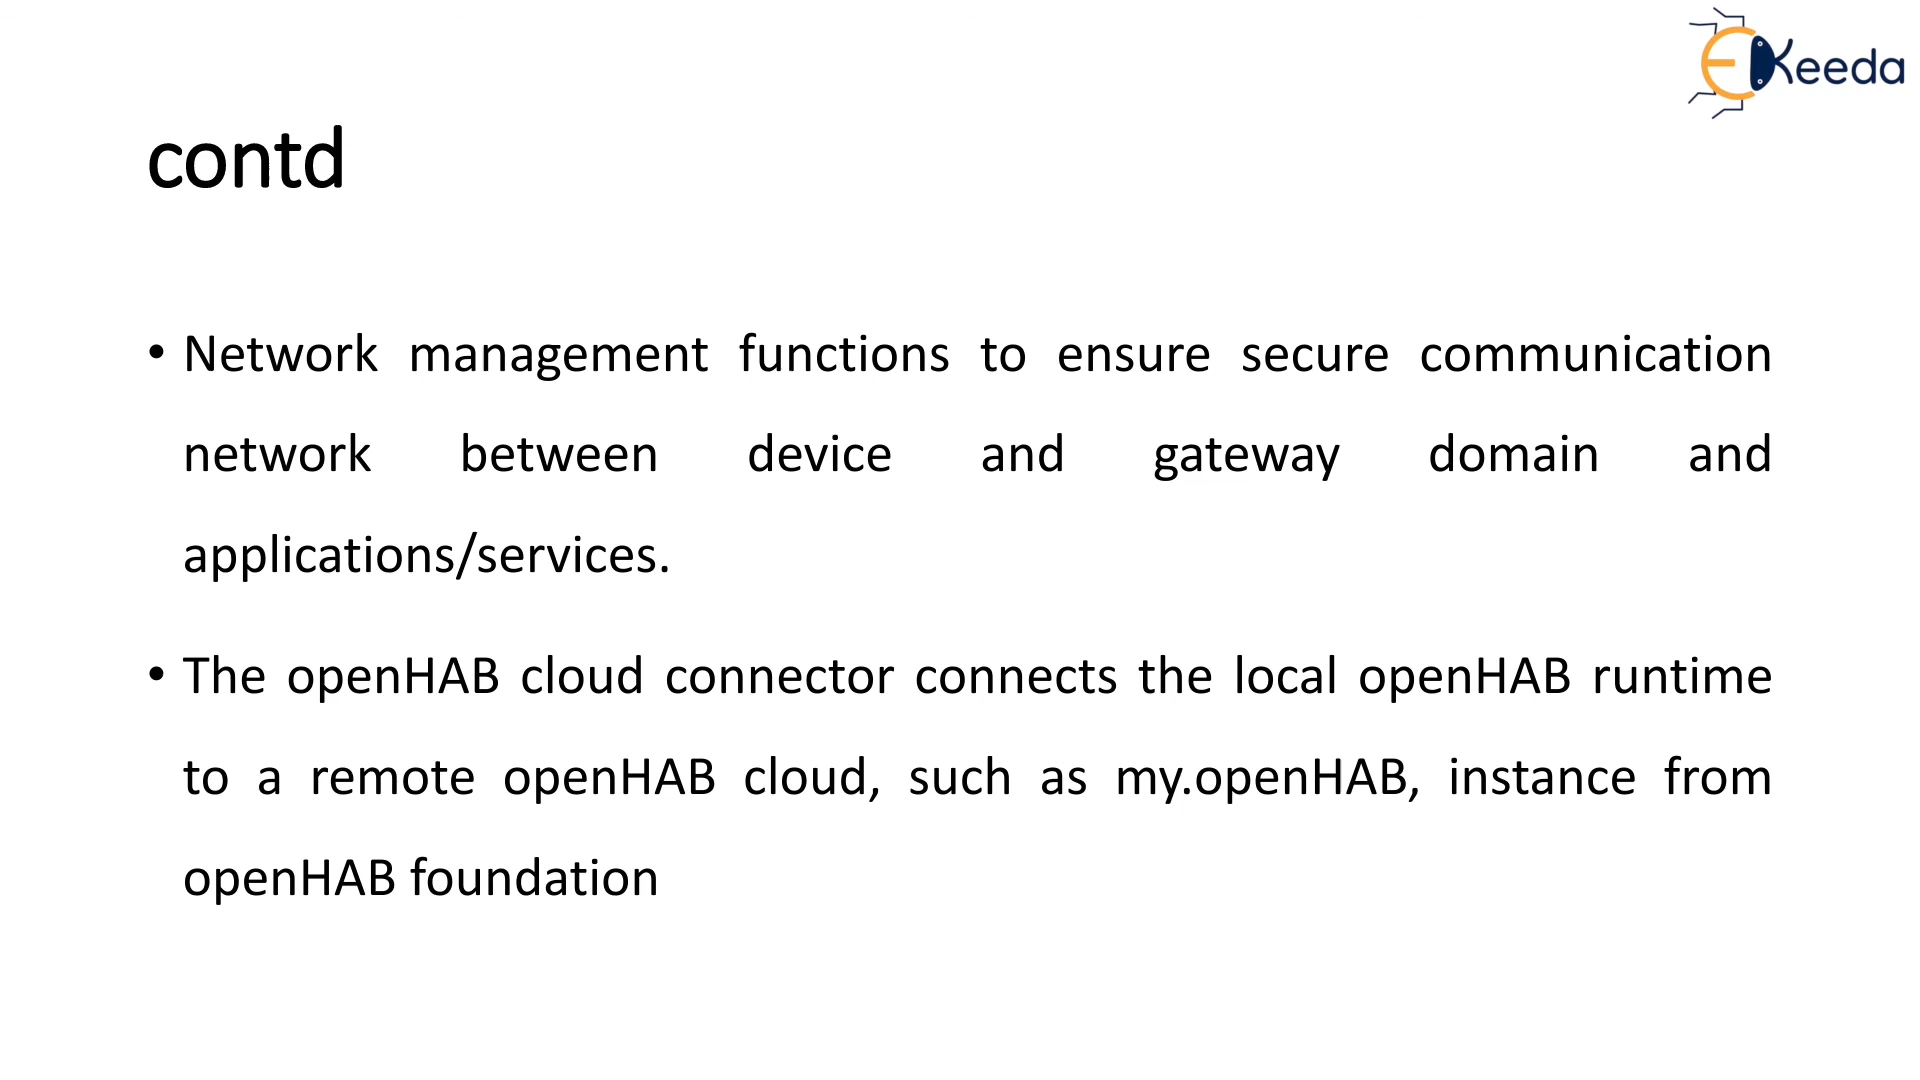 EKeeda
contd
• Network management functions to ensure secure communication
network between device and gateway domain and
applications/services.
• The openHAB cloud connector connects the local openHAB runtime
to a remote openHAB cloud, such as my.openHAB, instance from
openHAB foundation